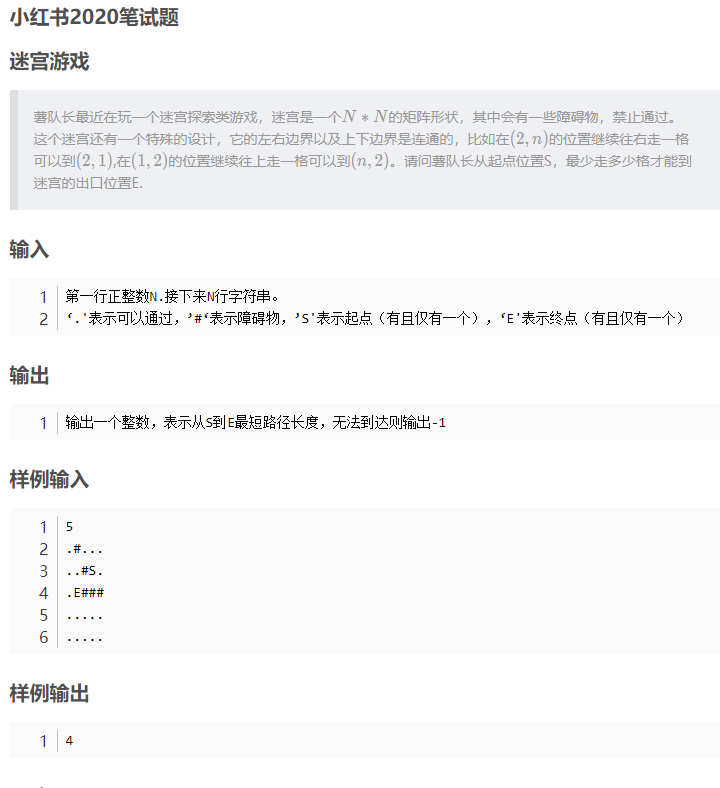 小红书2020笔试题
迷宫游戏
薯队长最近在玩一个迷宫探索类游戏，迷宫是一个N * N的矩阵形状，其中会有一些障碍物，禁止通过。
这个迷宫还有一个特殊的设计，它的左右边界以及上下边界是连通的，比如在(2, n)的位置继续往右走一格
可以到(2, 1),在(1, 2)的位置继续往上走一格可以到(n, 2)。请问薯队长从起点位置S，最少走多少格才能到
迷宫的出口位置E.
输入
1 第一行正整数N.接下来N行字符串。
2 ‘.'表示可以通过，’#‘表示障碍物，’S'表示起点（有且仅有一个），‘E'表示终点（有且仅有一个）
输出
1 输出一个整数，表示从S到E最短路径长度，无法到达则输出-1
样例输入
1 5
2 .#...
3 ..#S.
4 .E###
5 .....
6 .....
样例输出
1 4